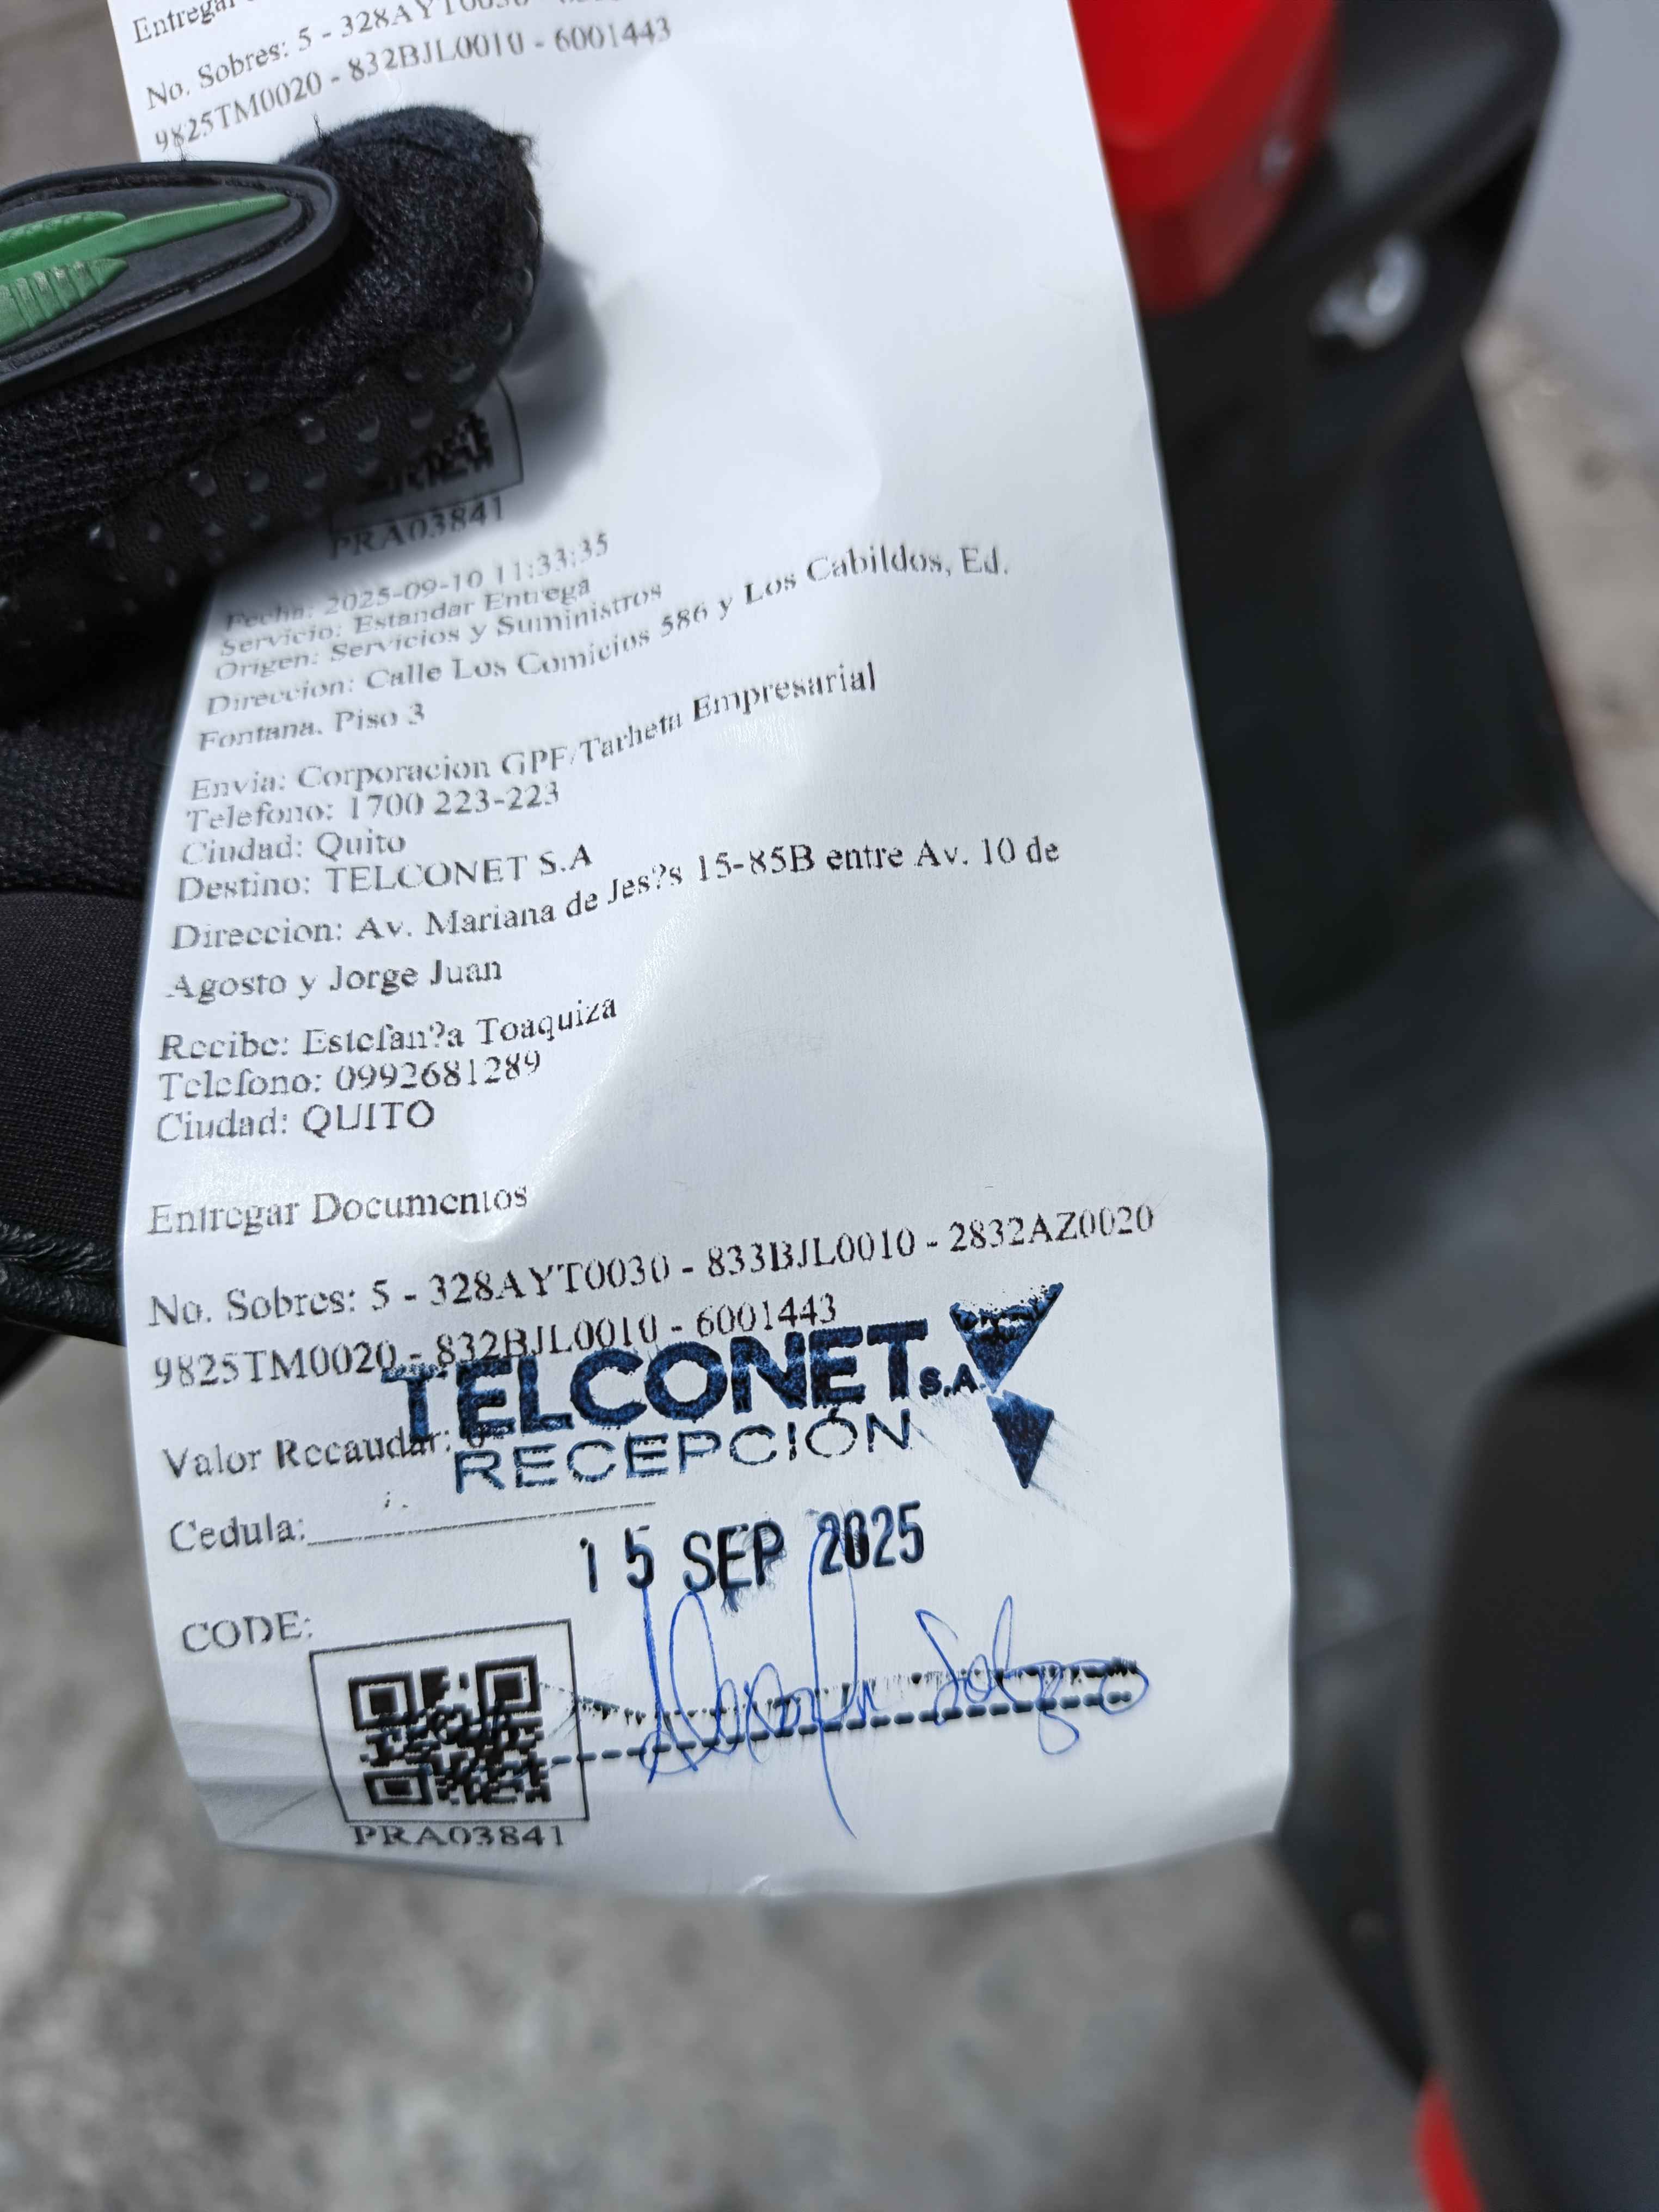 No. Sobres: 5 - 328AYT0030
9825TM0020 - 832BJL0010 - 6001443
PRA03841
Fecha: 2025-09-10 11:33:35
Servicio: Estandar Entrega
Origen: Servicios y Suministros
Direccion: Calle Los Comicios 586 y Los Cabildos, Ed.
Fontana. Piso 3
Envia: Corporacion GPF/Tarheta Empresarial
Telefono: 1700 223-223
Ciudad: Quito
Destino: TELCONET S.A
Direccion: Av. Mariana de Jes?s 15-85B entre Av. 10 de
Agosto y Jorge Juan
Recibe: Estefan?a Toaquiza
Telefono: 0992681289
Ciudad: QUITO
Entregar Documentos
No. Sobres: 5 - 328AYT0030 - 833BJL0010 - 2832AZ0020
9825TM0020 - 832BJL0010 - 6001443
TELCONET S.A.
RECEPCIÓN
Valor Recaudar:
Cedula:
15 SEP 2025
CODE:
PRA03841